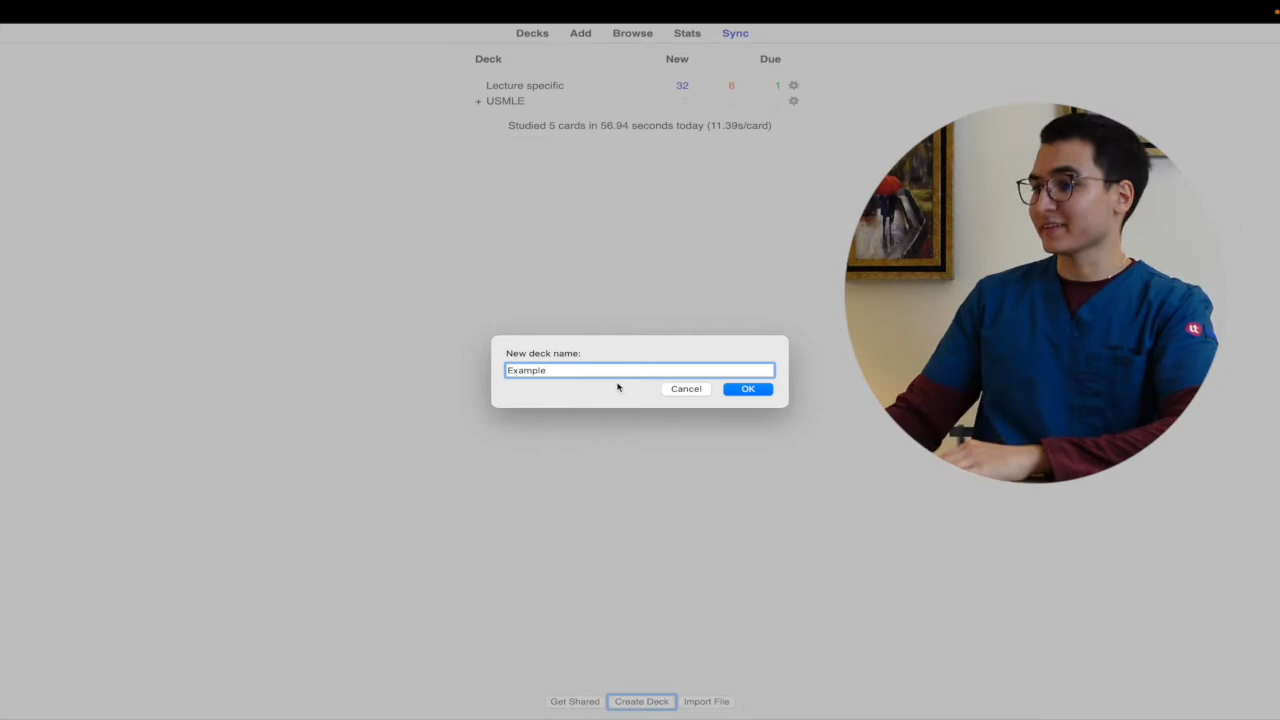 Decks Add Browse Stats Sync
Deck New Due
Lecture specific 32 8 1
+ USMLE
Studied 5 cards in 56.94 seconds today (11.39s/card)
New deck name:
Example
Cancel OK
Get Shared Create Deck Import File